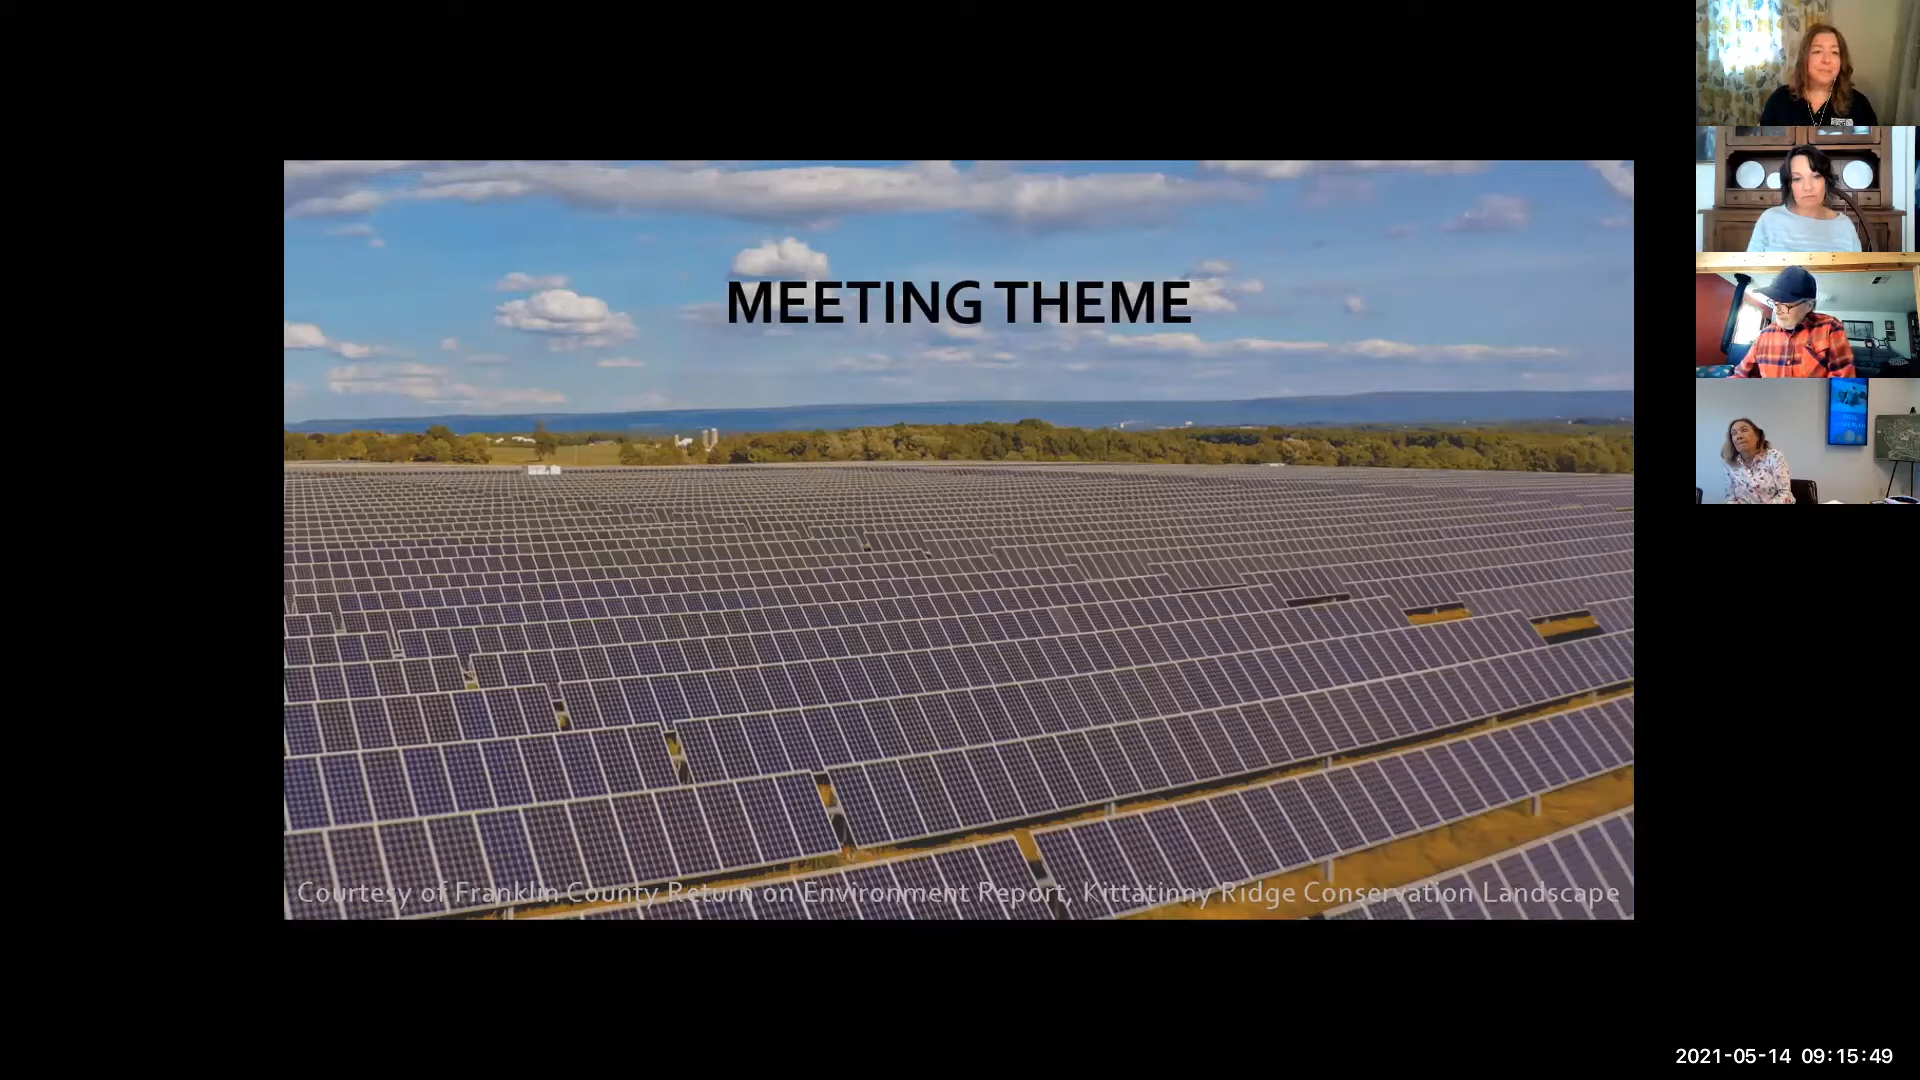 MEETING THEME
Courtesy of Franklin County Return on Environment Report, Kittatinny Ridge Conservation Landscape
2021-05-14 09:15:49